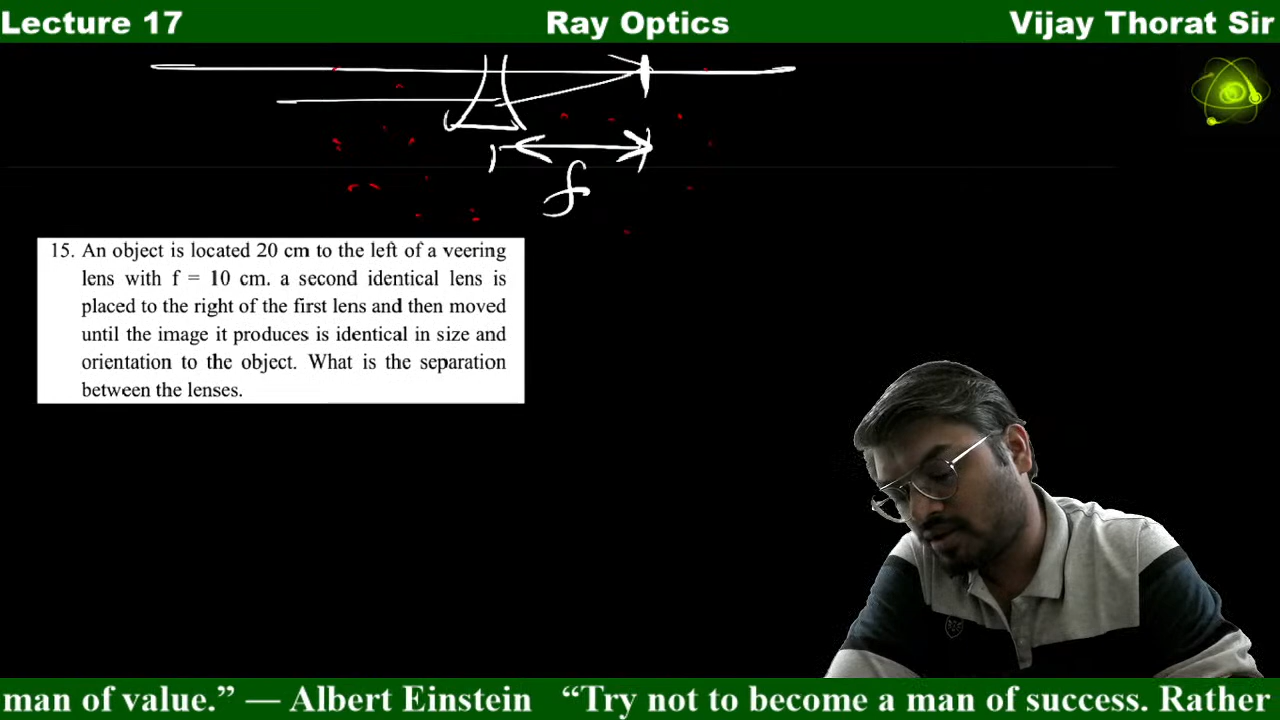 Lecture 17 Ray Optics Vijay Thorat Sir
f
15. An object is located 20 cm to the left of a veering
lens with f = 10 cm. a second identical lens is
placed to the right of the first lens and then moved
until the image it produces is identical in size and
orientation to the object. What is the separation
between the lenses.
man of value.” — Albert Einstein “Try not to become a man of success. Rather